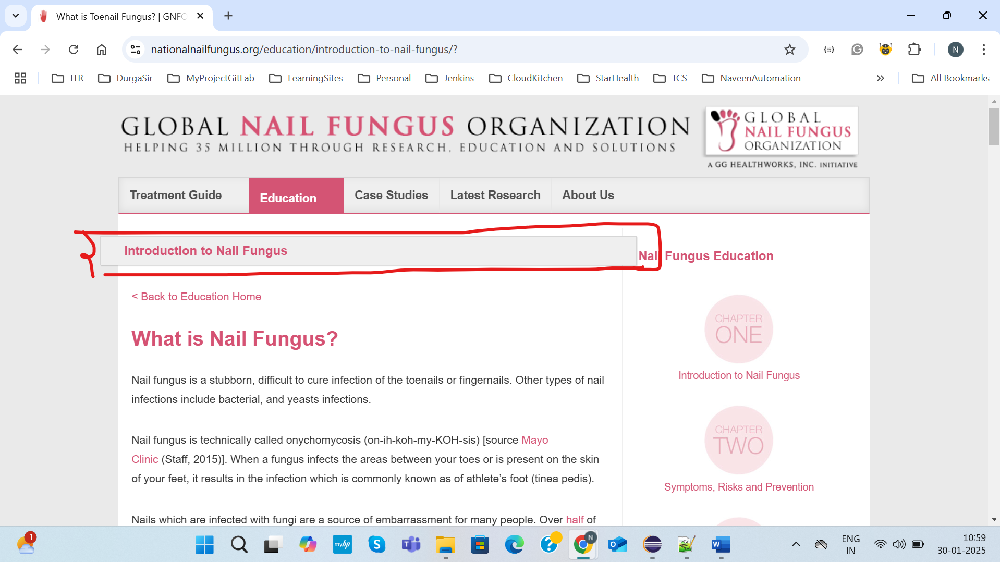 What is Toenail Fungus? | GNFO
nationalnailfungus.org/education/introduction-to-nail-fungus/?
N
ITR
DurgaSir
MyProjectGitLab
LearningSites
Personal
Jenkins
CloudKitchen
StarHealth
TCS
NaveenAutomation
All Bookmarks
GLOBAL NAIL FUNGUS ORGANIZATION
HELPING 35 MILLION THROUGH RESEARCH, EDUCATION AND SOLUTIONS
GLOBAL
NAIL FUNGUS
ORGANIZATION
A GG HEALTHWORKS, INC. INITIATIVE
Treatment Guide
Education
Case Studies
Latest Research
About Us
Introduction to Nail Fungus
< Back to Education Home
What is Nail Fungus?
Nail fungus is a stubborn, difficult to cure infection of the toenails or fingernails. Other types of nail
infections include bacterial, and yeasts infections.
Nail fungus is technically called onychomycosis (on-ih-koh-my-KOH-sis) [source Mayo
Clinic (Staff, 2015)]. When a fungus infects the areas between your toes or is present on the skin
of your feet, it results in the infection which is commonly known as of athlete's foot (tinea pedis).
Nails which are infected with fungi are a source of embarrassment for many people. Over half of
Nail Fungus Education
CHAPTER
ONE
Introduction to Nail Fungus
CHAPTER
TWO
Symptoms, Risks and Prevention
1
myhp
S
T
?
N
O
W
ENG
IN
10:59
30-01-2025